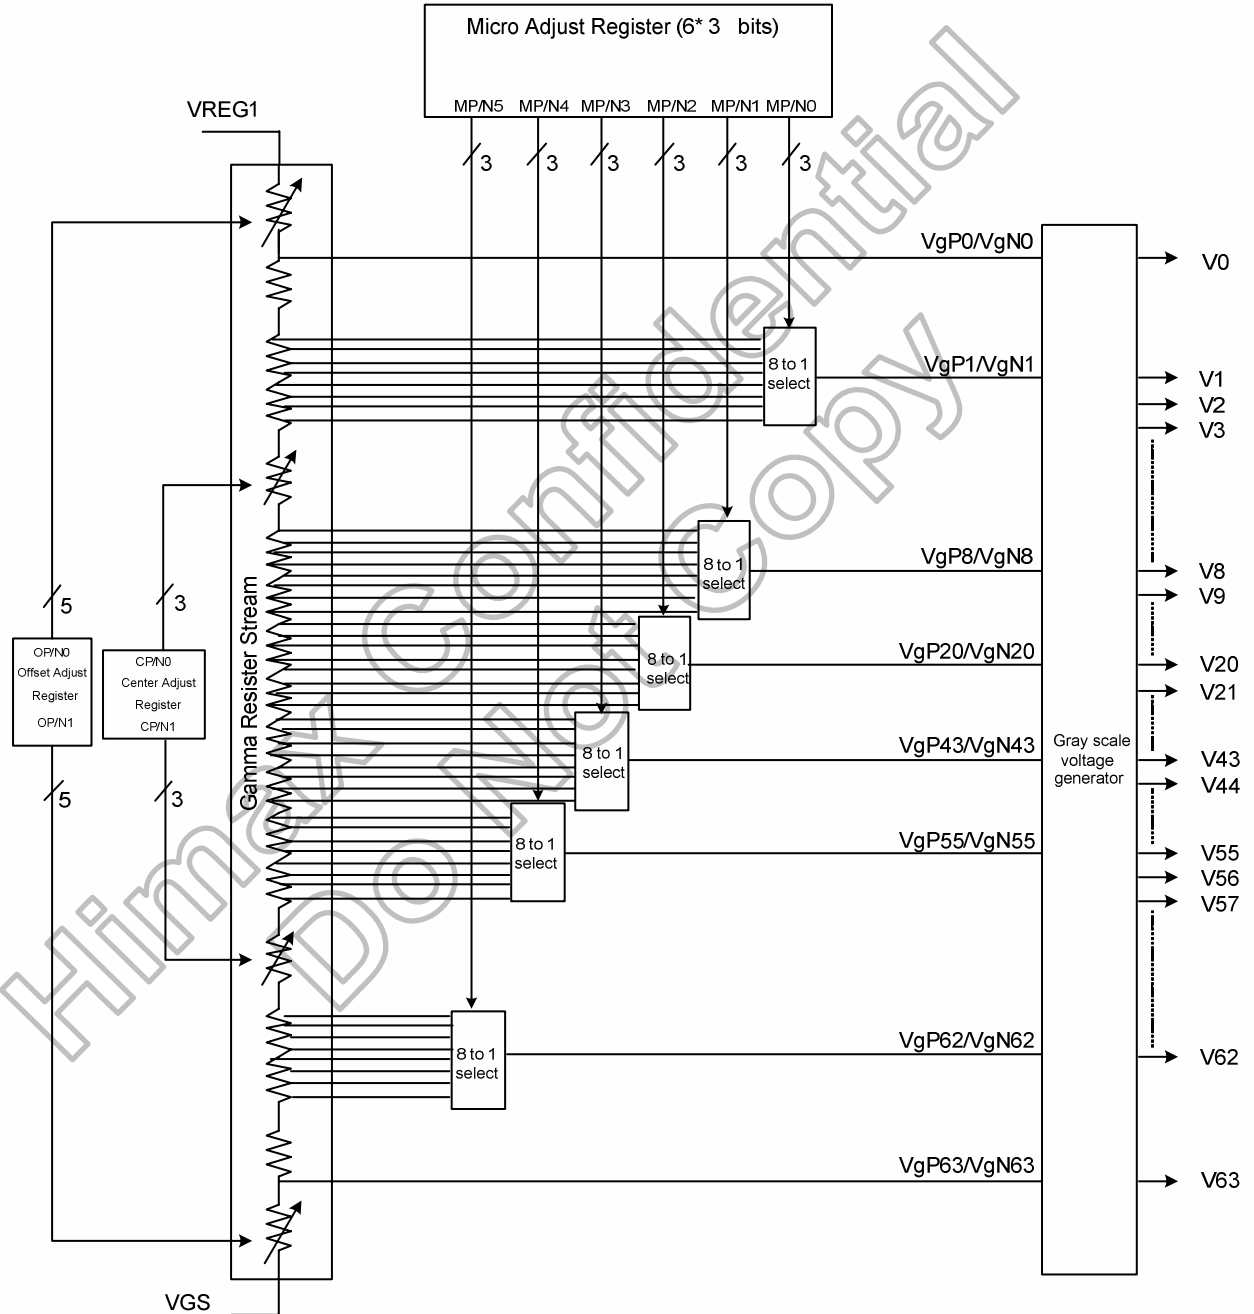 Micro Adjust Register (6* 3 bits)
MP/N5 MP/N4 MP/N3 MP/N2 MP/N1 MP/N0
3 3 3 3 3 3
VREG1
VgP0/VgN0
V0
8 to 1
select
VgP1/VgN1
V1
V2
V3
8 to 1
select
VgP8/VgN8
V8
V9
5
3
OP/N0
Offset Adjust
Register
OP/N1
CP/N0
Center Adjust
Register
CP/N1
5
3
Gamma Resister Stream
8 to 1
select
VgP20/VgN20
V20
V21
8 to 1
select
VgP43/VgN43
Gray scale
voltage
generator
V43
V44
8 to 1
select
VgP55/VgN55
V55
V56
V57
8 to 1
select
VgP62/VgN62
V62
VgP63/VgN63
V63
VGS
Himax Confidential
Do Not Copy